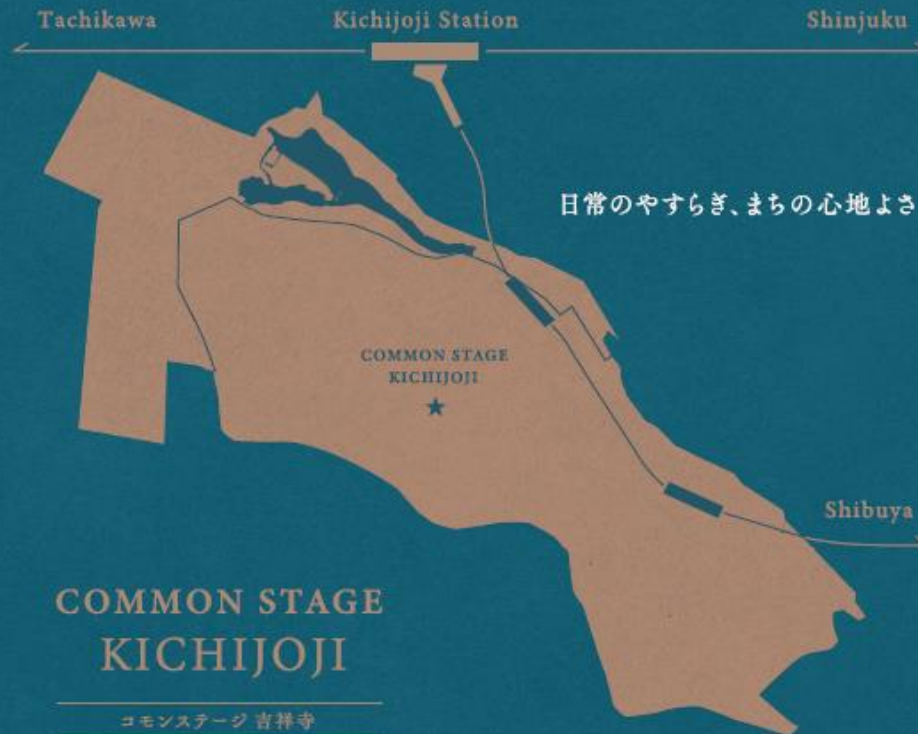 Tachikawa
Kichijoji Station
Shinjuku
日常のやすらぎ、まちの心地よさ
COMMON STAGE
KICHIJOJI
Shibuya
COMMON STAGE
KICHIJOJI
コモンステージ 吉祥寺